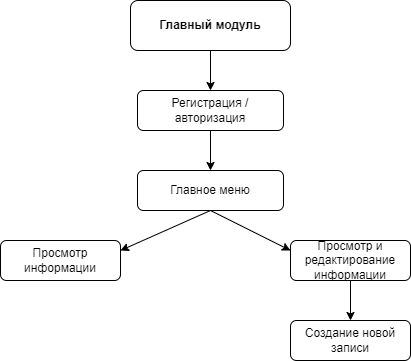 Главный модуль
Регистрация /
авторизация
Главное меню
Просмотр
информации
Просмотр и
редактирование
информации
Создание новой
записи